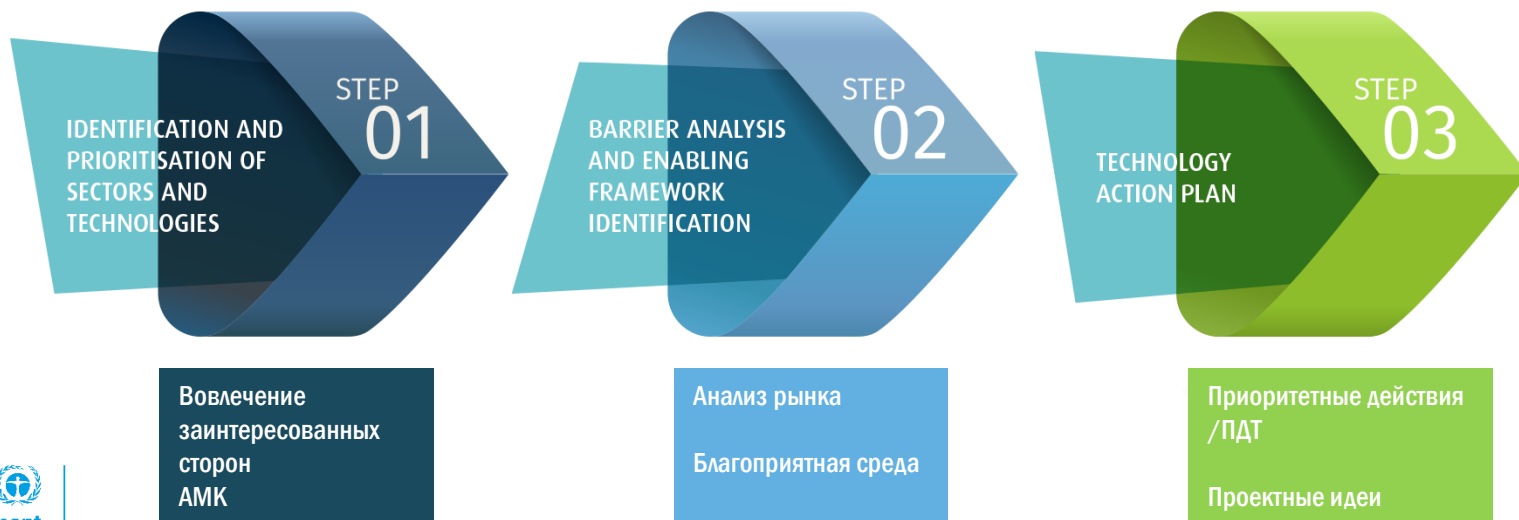 STEP
01
IDENTIFICATION AND
PRIORITISATION OF
SECTORS AND
TECHNOLOGIES
STEP
02
BARRIER ANALYSIS
AND ENABLING
FRAMEWORK
IDENTIFICATION
STEP
03
TECHNOLOGY
ACTION PLAN
Вовлечение
заинтересованных
сторон
АМК
Анализ рынка
Благоприятная среда
Приоритетные действия
/ПДТ
Проектные идеи